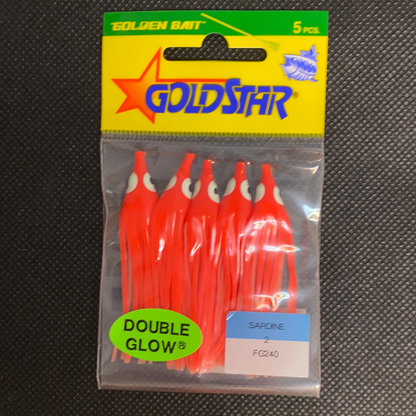 "GOLDEN BAIT"
5 PCS.
GOLDSTAR®
DOUBLE
GLOW®
SARDINE
2
FG240